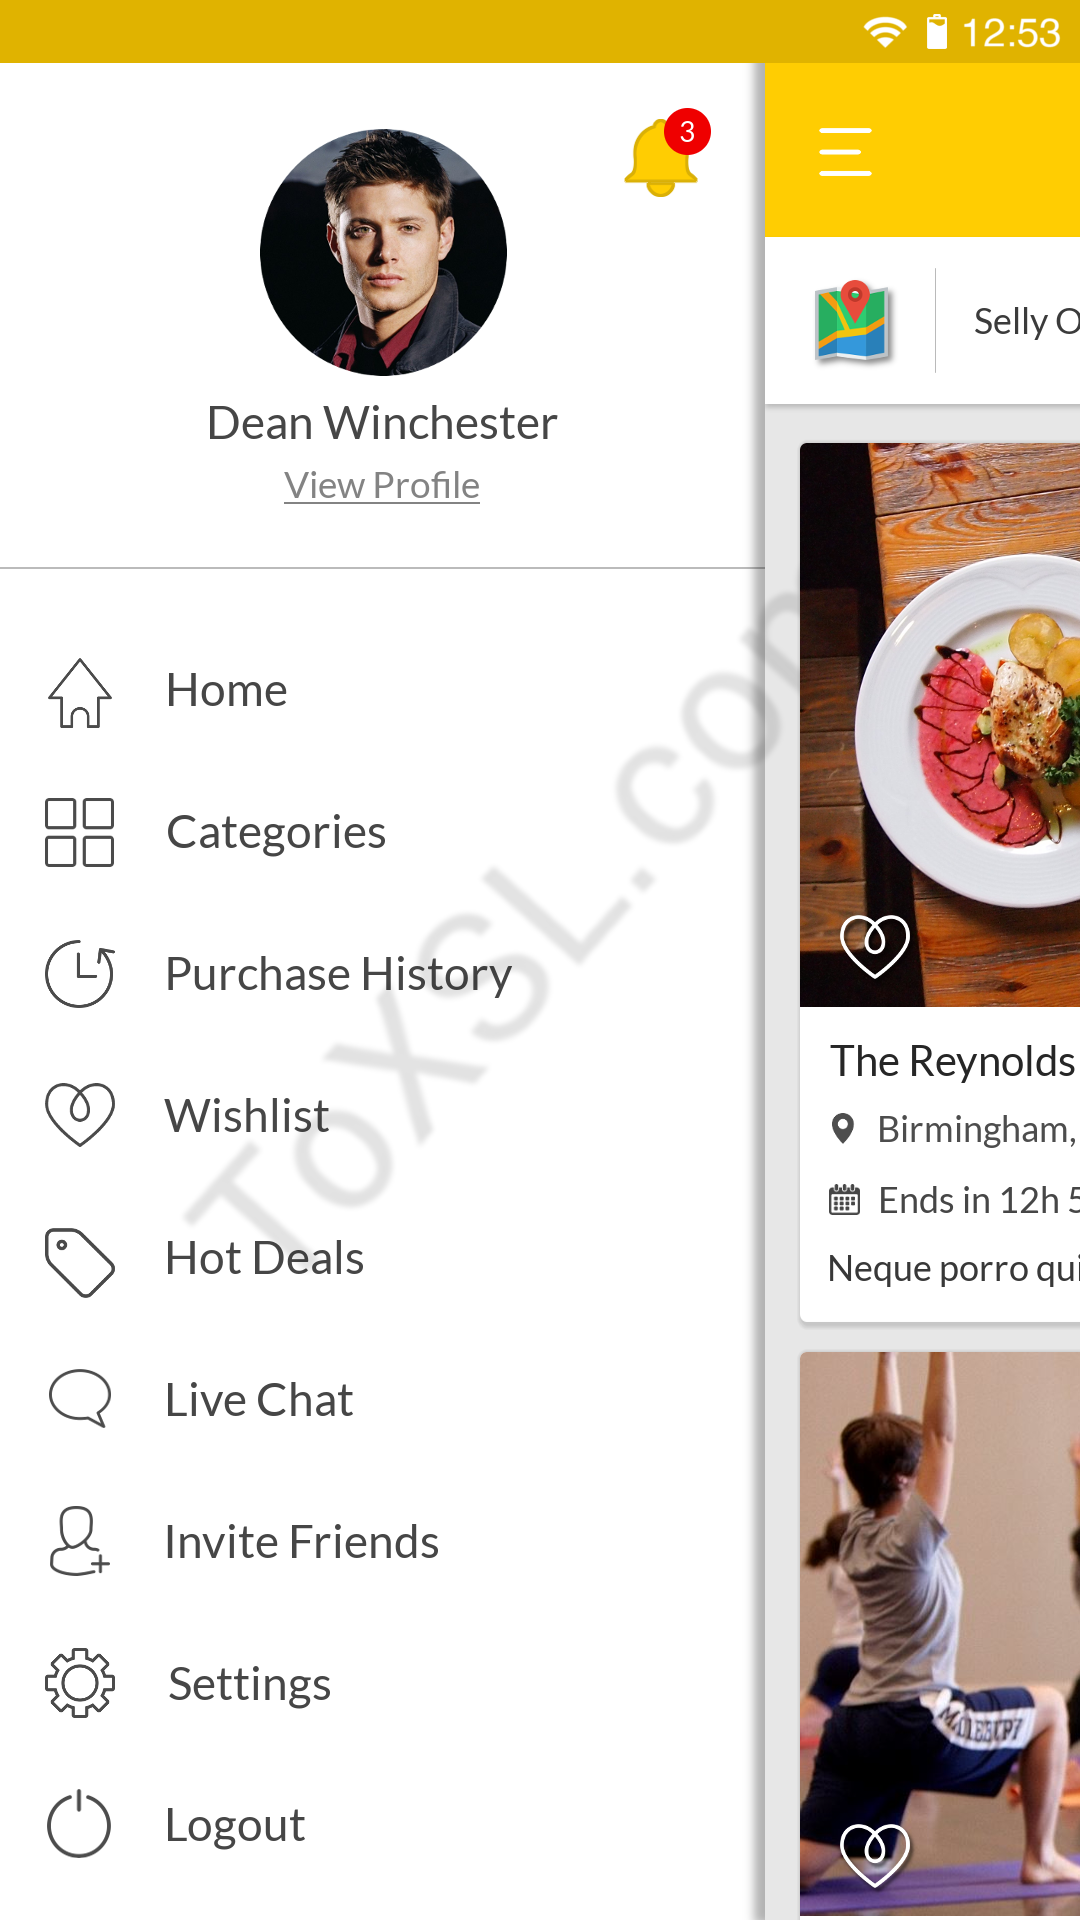 12:53
3
Dean Winchester
View Profile
Home
Categories
Purchase History
Wishlist
Hot Deals
Live Chat
Invite Friends
Settings
Logout
Selly O
The Reynolds
Birmingham,
Ends in 12h 5
Neque porro qui
ToXSL.com